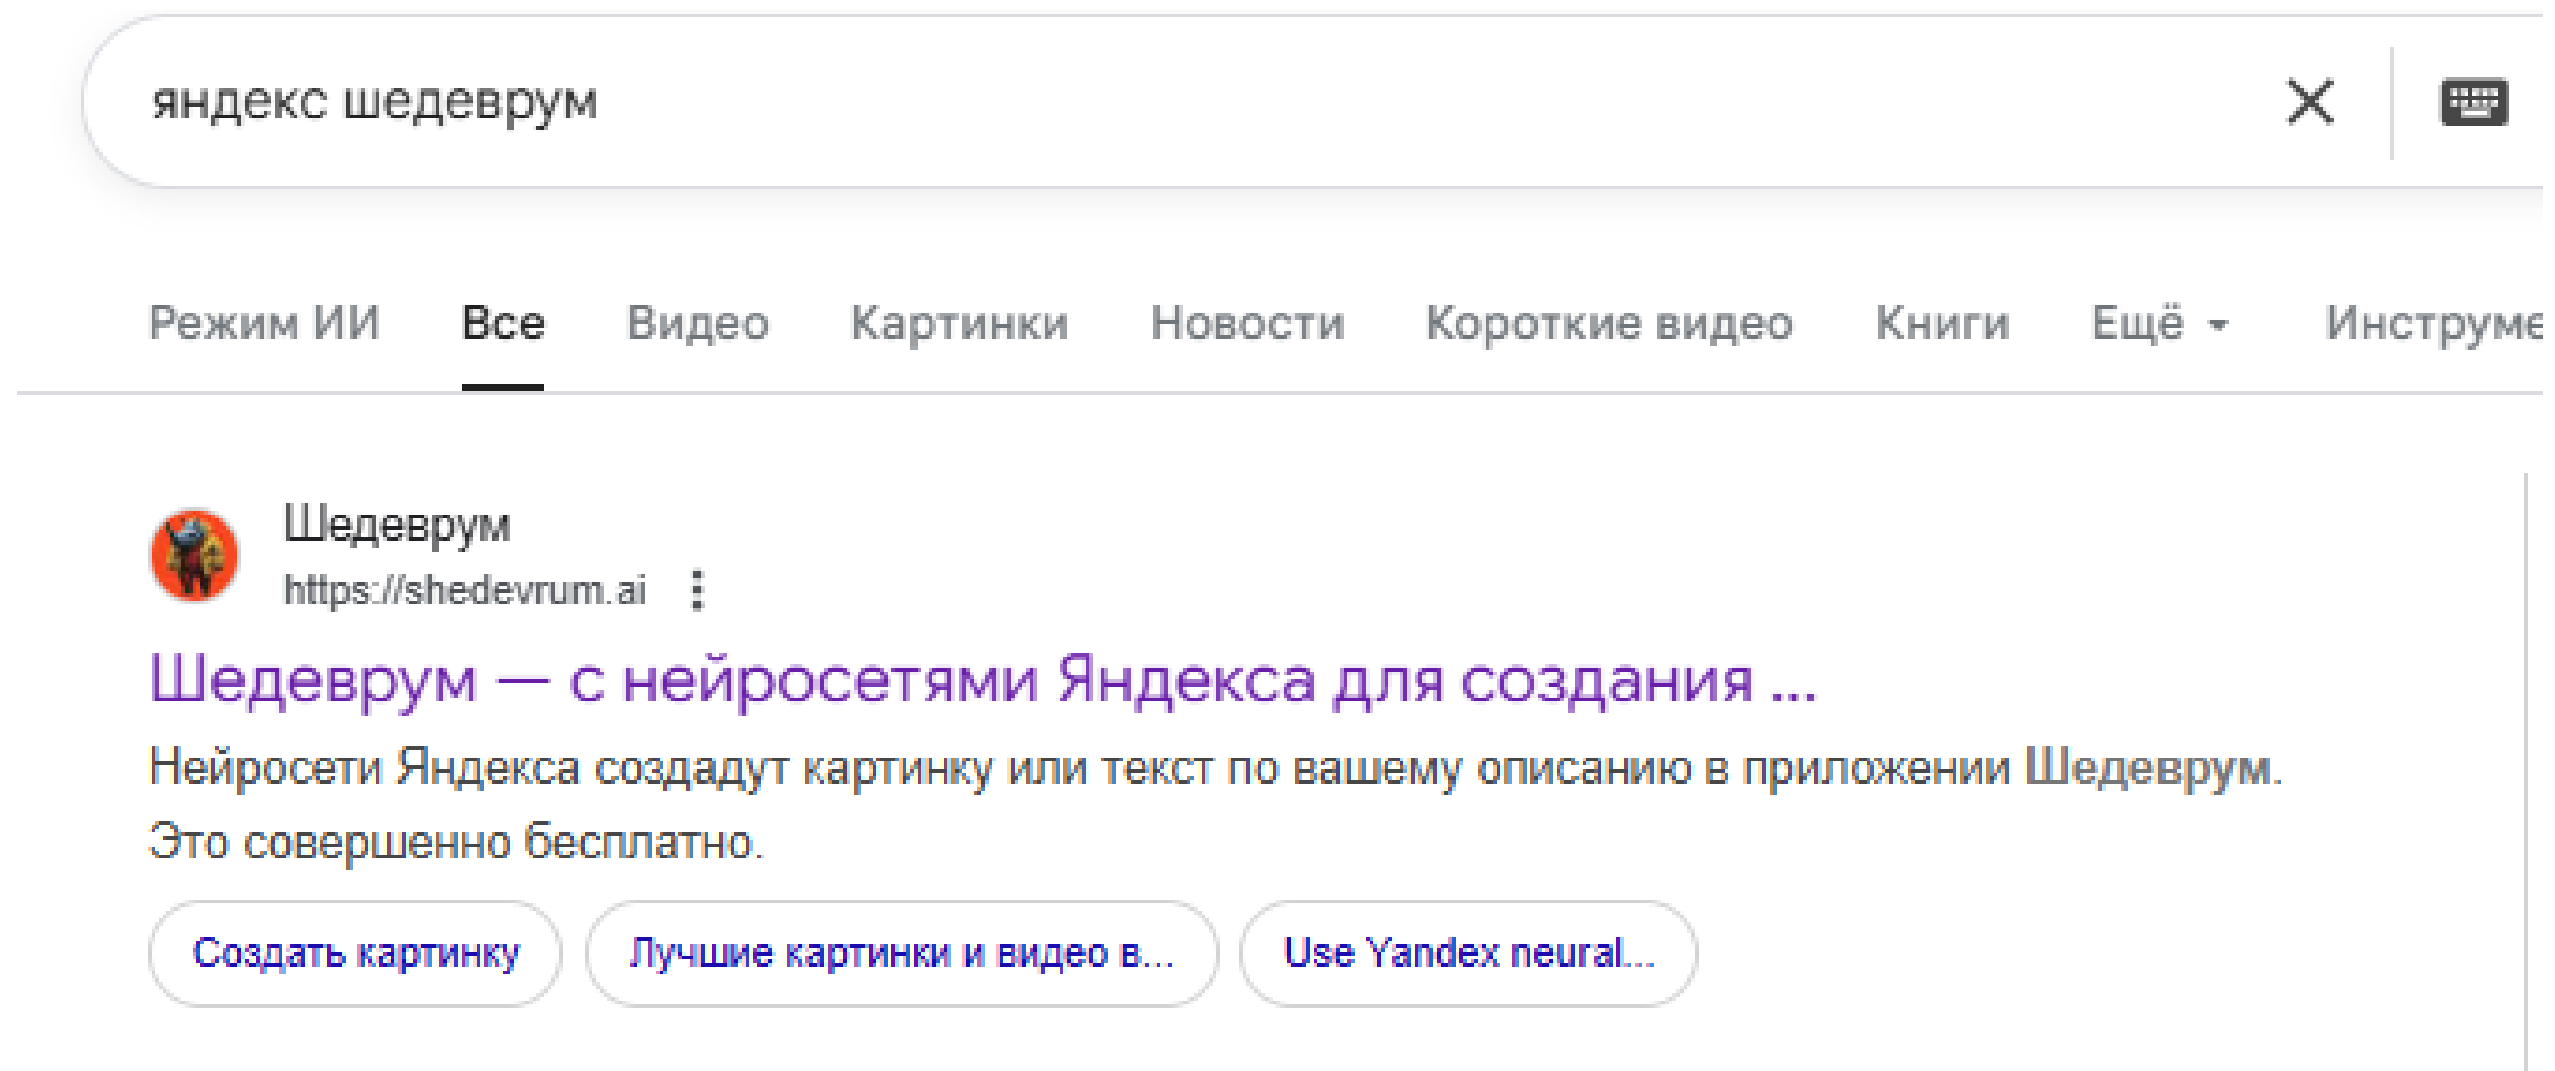 яндекс шедеврум
Режим ИИ Все Видео Картинки Новости Короткие видео Книги Ещё Инструме
Шедеврум
https://shedevrum.ai
Шедеврум — с нейросетями Яндекса для создания ...
Нейросети Яндекса создадут картинку или текст по вашему описанию в приложении Шедеврум.
Это совершенно бесплатно.
Создать картинку Лучшие картинки и видео в... Use Yandex neural...